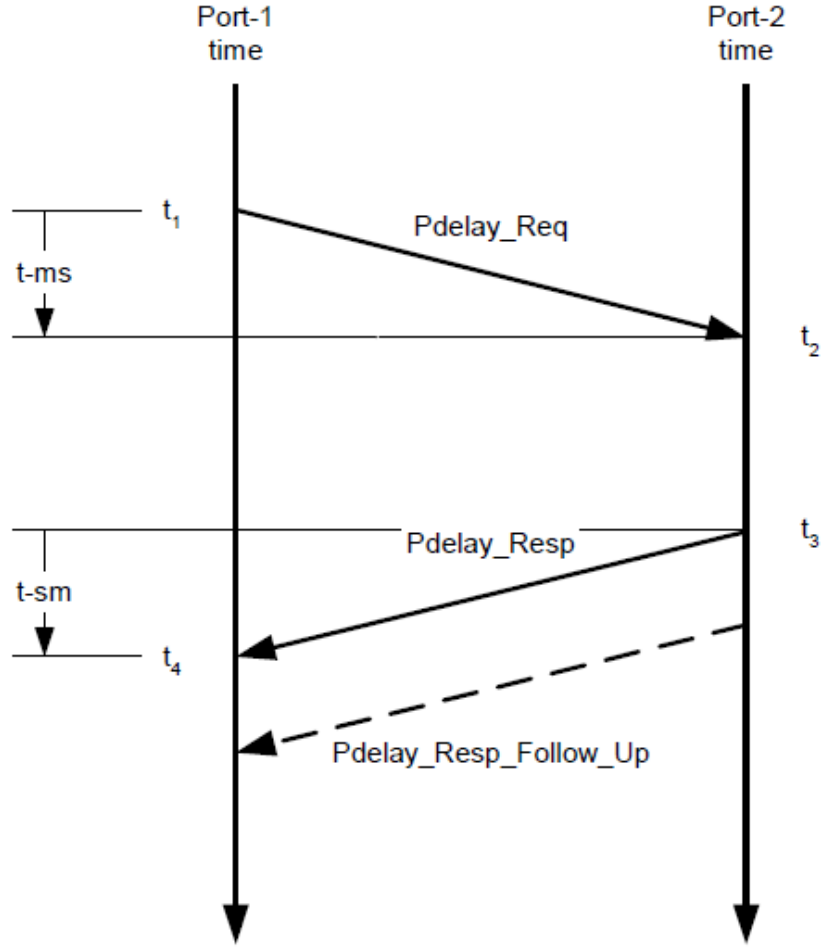 Port-1
time
Port-2
time
t1
Pdelay_Req
t-ms
t2
t3
Pdelay_Resp
t-sm
t4
Pdelay_Resp_Follow_Up